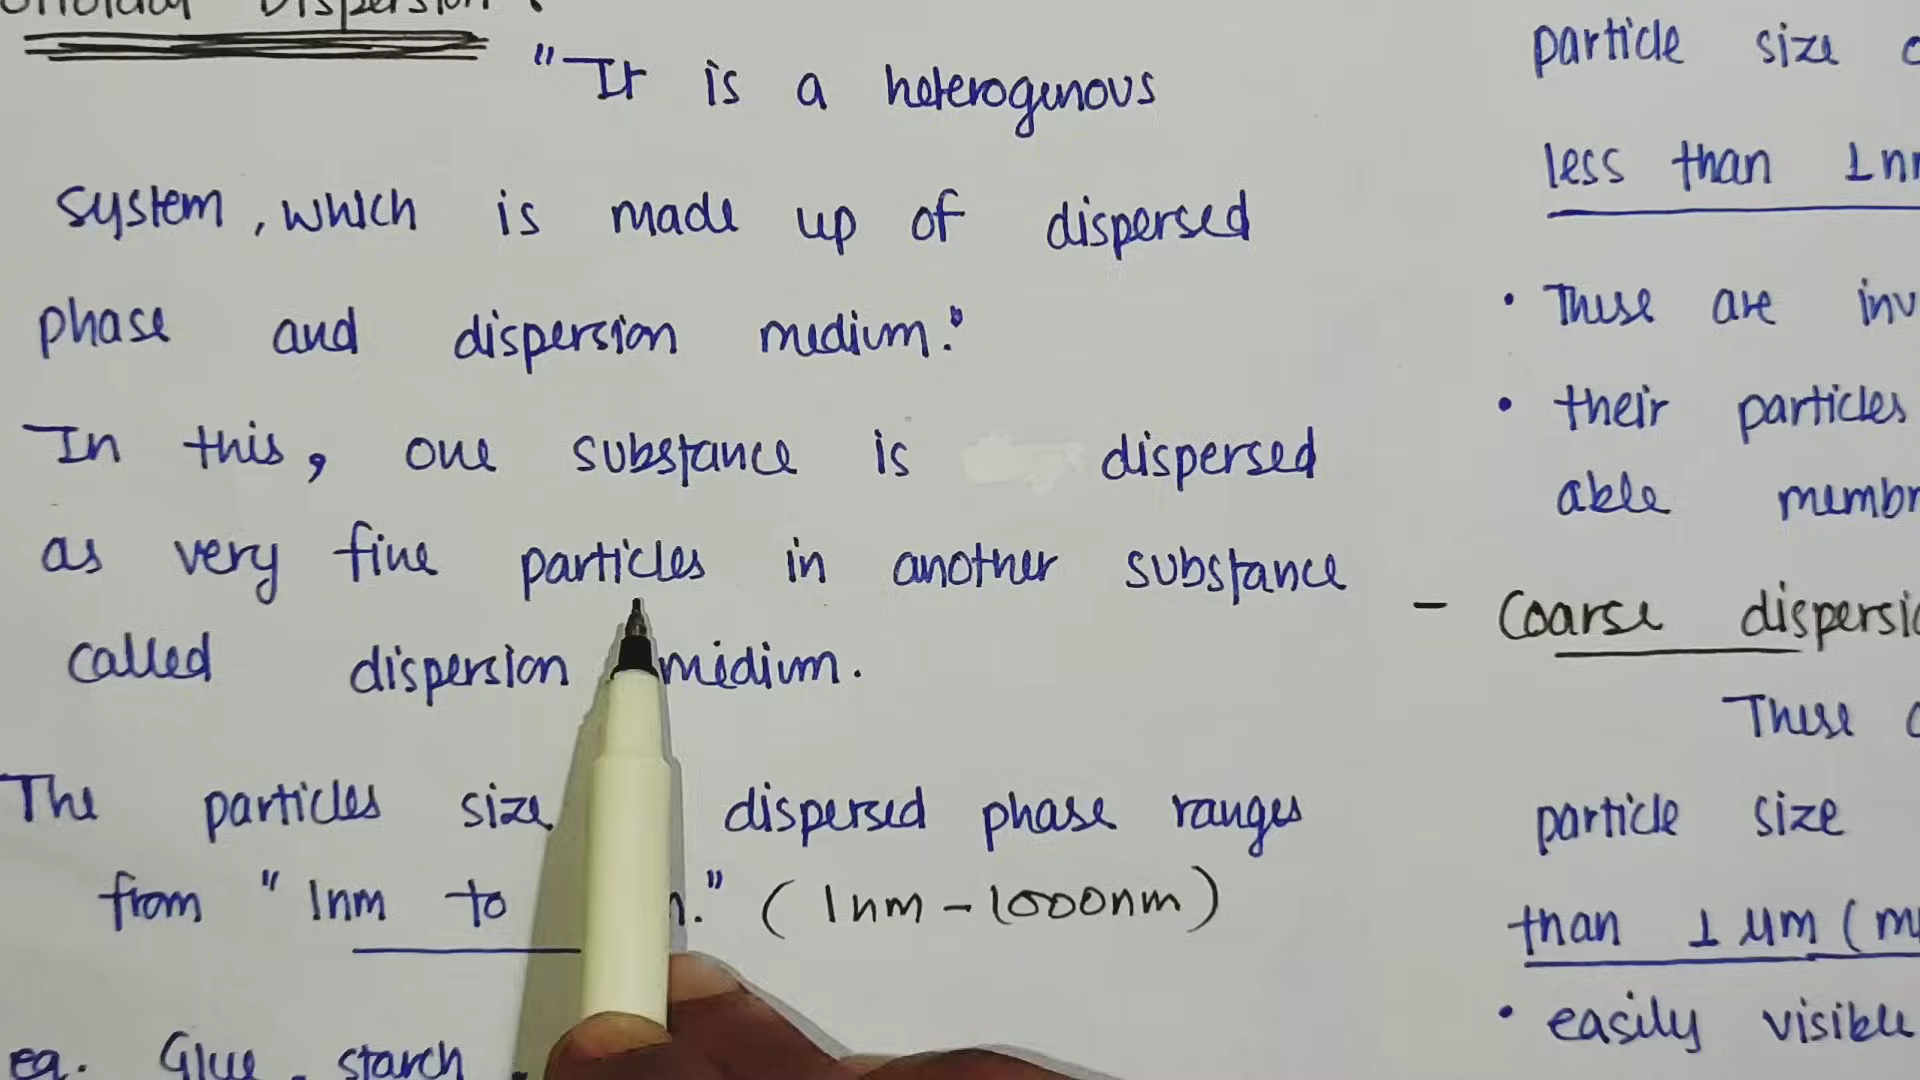 Dispersion :
"It is a heterogenous
system, which is made up of dispersed
phase and dispersion medium."
In this, one substance is dispersed
as very fine particles in another substance
called dispersion medium.
The particles size dispersed phase ranges
from "1nm to ." (1nm - 1000nm)
eg. Glue, starch
particle size
less than 1nm
• These are
• their particles
able
- Coarse
These
particle size
than 1 μm (
• easily visible